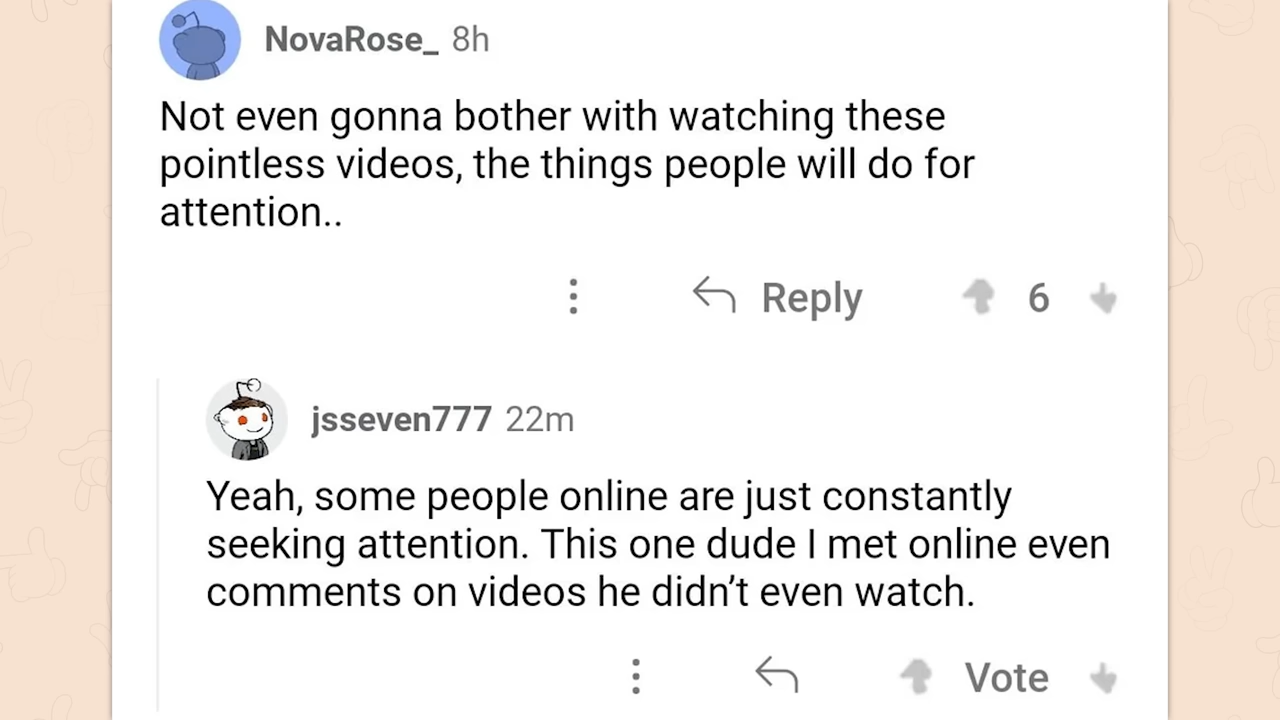 NovaRose_ 8h
Not even gonna bother with watching these
pointless videos, the things people will do for
attention..
Reply 6
jsseven777 22m
Yeah, some people online are just constantly
seeking attention. This one dude I met online even
comments on videos he didn’t even watch.
Vote